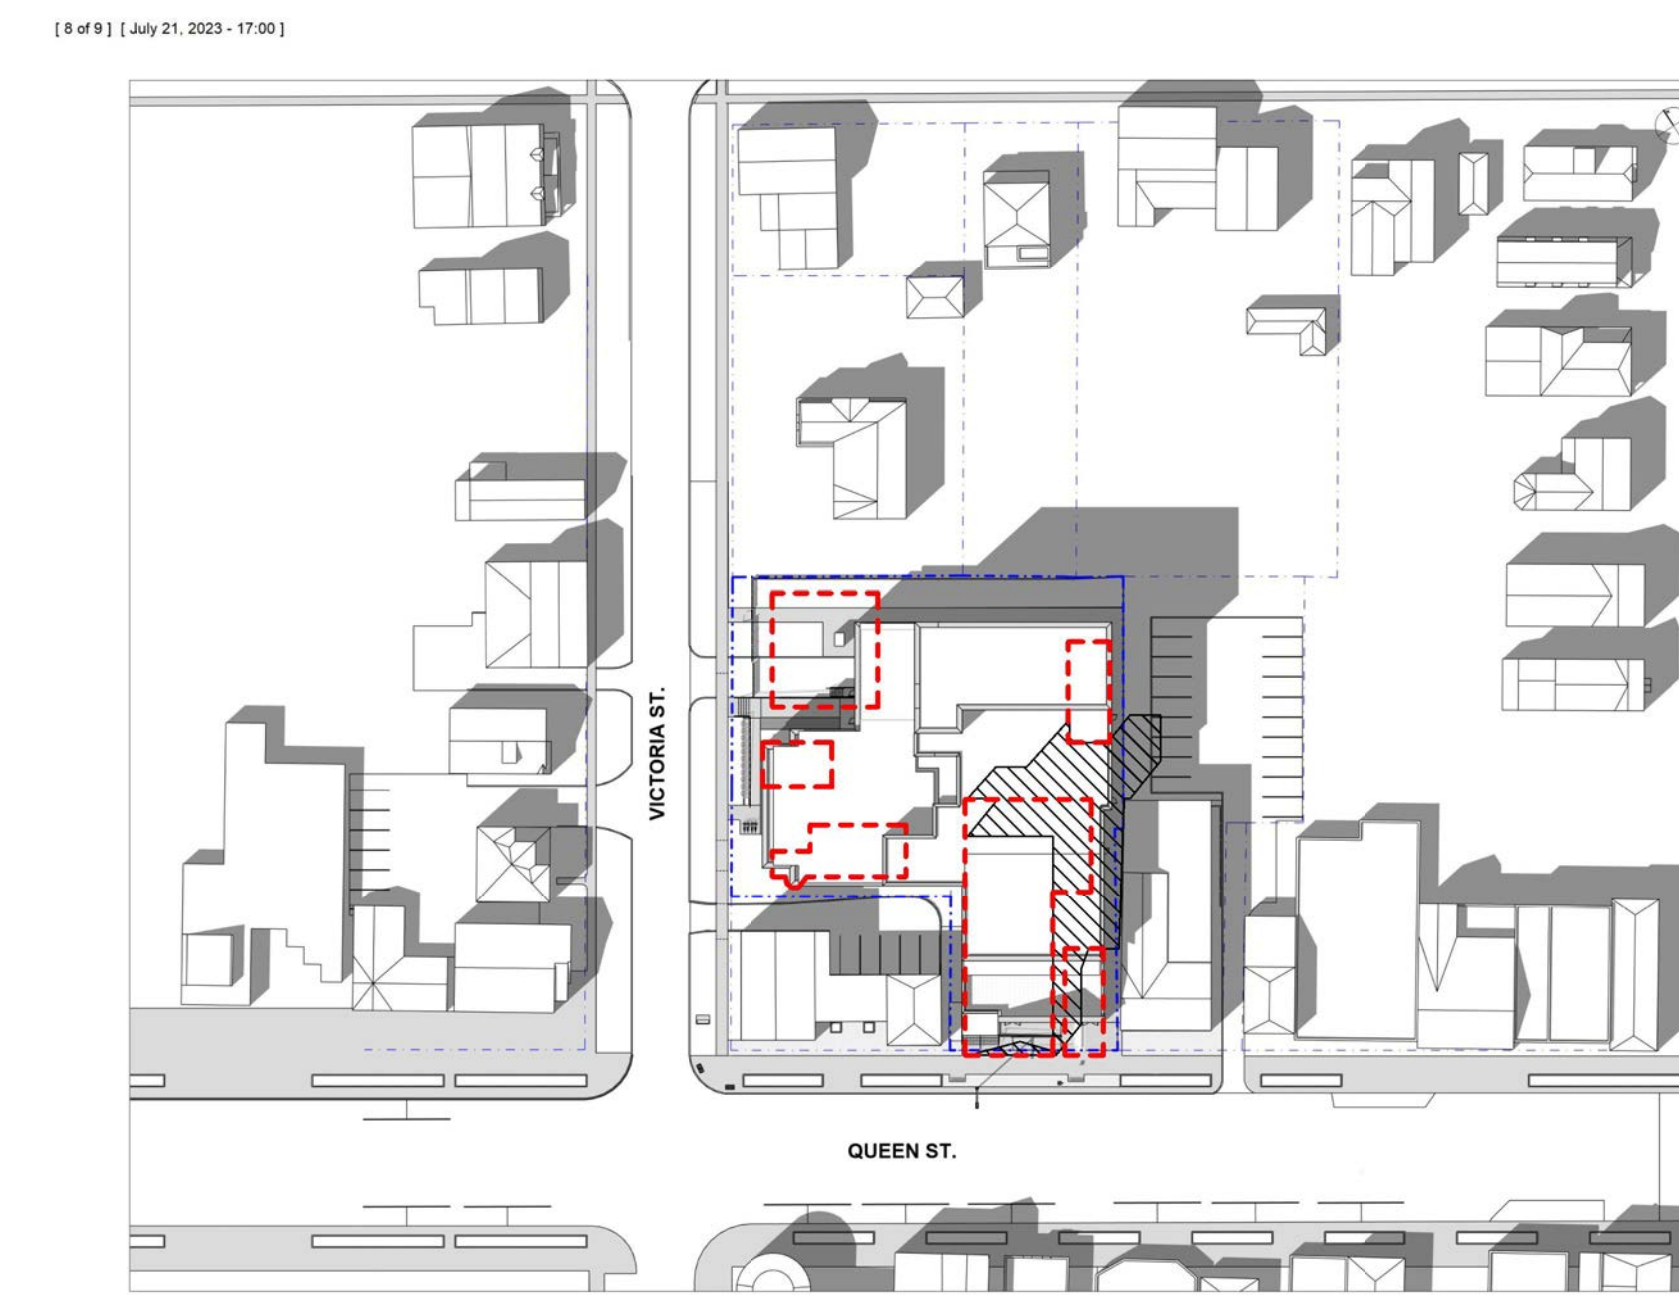 [ 8 of 9 ] [ July 21, 2023 - 17:00 ]
VICTORIA ST.
QUEEN ST.